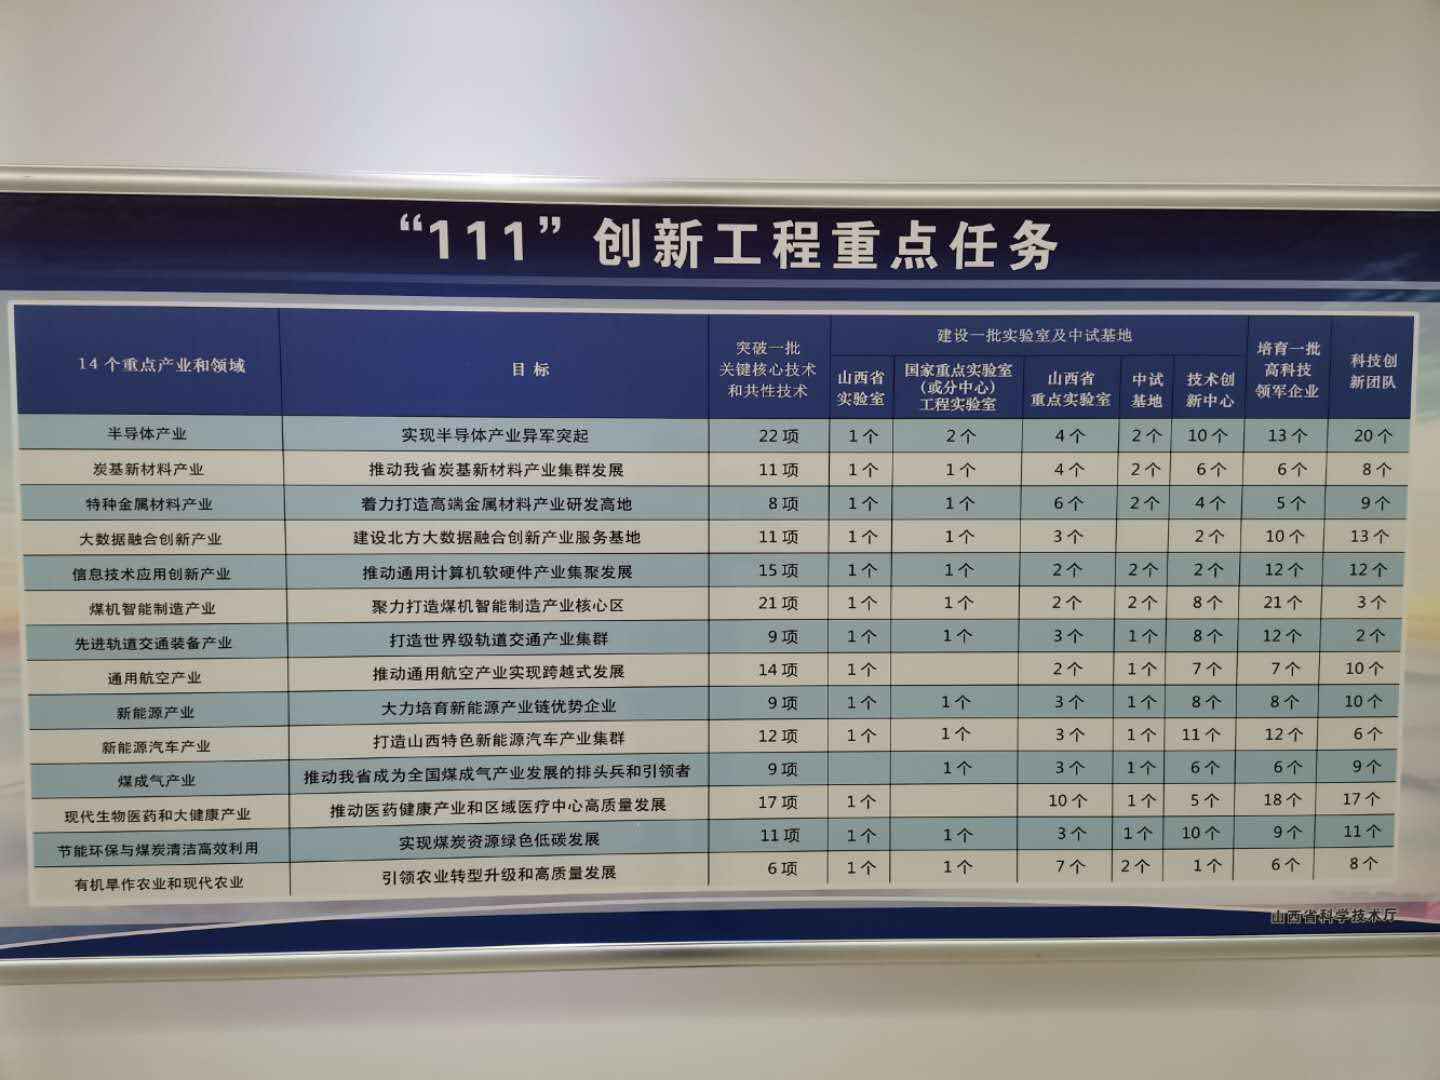 “111”创新工程重点任务
14个重点产业和领域 目标 突破一批关键核心技术和共性技术 建设一批实验室及中试基地 培育一批高科技领军企业 科技创新团队
山西省实验室 国家重点实验室(或分中心)工程实验室 山西省重点实验室 中试基地 技术创新中心
半导体产业 实现半导体产业异军突起 22项 1个 2个 4个 2个 10个 13个 20个
炭基新材料产业 推动我省炭基新材料产业集群发展 11项 1个 1个 4个 2个 6个 6个 8个
特种金属材料产业 着力打造高端金属材料产业研发高地 8项 1个 1个 6个 2个 4个 5个 9个
大数据融合创新产业 建设北方大数据融合创新产业服务基地 11项 1个 1个 3个 2个 10个 13个
信息技术应用创新产业 推动通用计算机软硬件产业集聚发展 15项 1个 1个 2个 2个 2个 12个 12个
煤机智能制造产业 聚力打造煤机智能制造产业核心区 21项 1个 1个 2个 2个 8个 21个 3个
先进轨道交通装备产业 打造世界级轨道交通产业集群 9项 1个 1个 3个 1个 8个 12个 2个
通用航空产业 推动通用航空产业实现跨越式发展 14项 1个 2个 1个 7个 7个 10个
新能源产业 大力培育新能源产业链优势企业 9项 1个 1个 3个 1个 8个 8个 10个
新能源汽车产业 打造山西特色新能源汽车产业集群 12项 1个 1个 3个 1个 11个 12个 6个
煤成气产业 推动我省成为全国煤成气产业发展的排头兵和引领者 9项 1个 3个 1个 6个 6个 9个
现代生物医药和大健康产业 推动医药健康产业和区域医疗中心高质量发展 17项 1个 10个 1个 5个 18个 17个
节能环保与煤炭清洁高效利用 实现煤炭资源绿色低碳发展 11项 1个 1个 3个 1个 10个 9个 11个
有机旱作农业和现代农业 引领农业转型升级和高质量发展 6项 1个 1个 7个 2个 1个 6个 8个
山西省科学技术厅